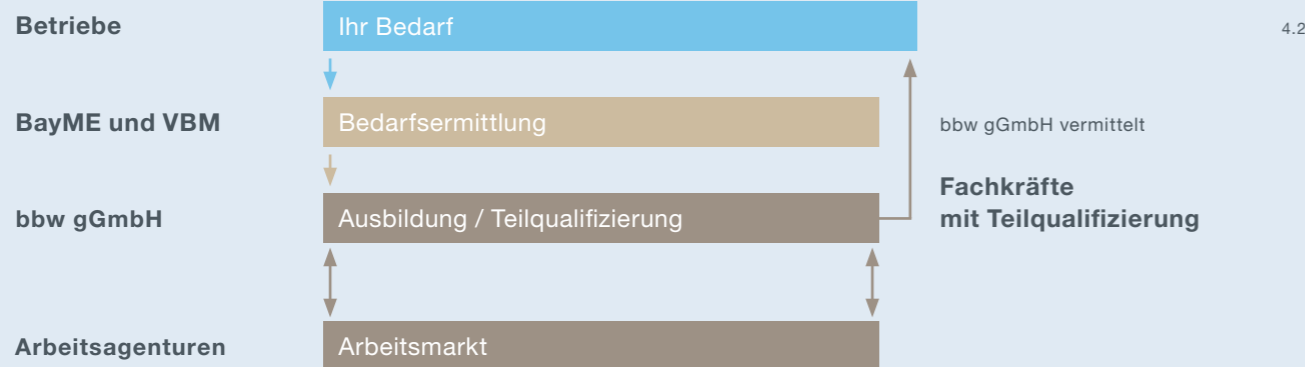 Betriebe
Ihr Bedarf
4.2
BayME und VBM
Bedarfsermittlung
bbw gGmbH vermittelt
Fachkräfte
mit Teilqualifizierung
bbw gGmbH
Ausbildung / Teilqualifizierung
Arbeitsagenturen
Arbeitsmarkt